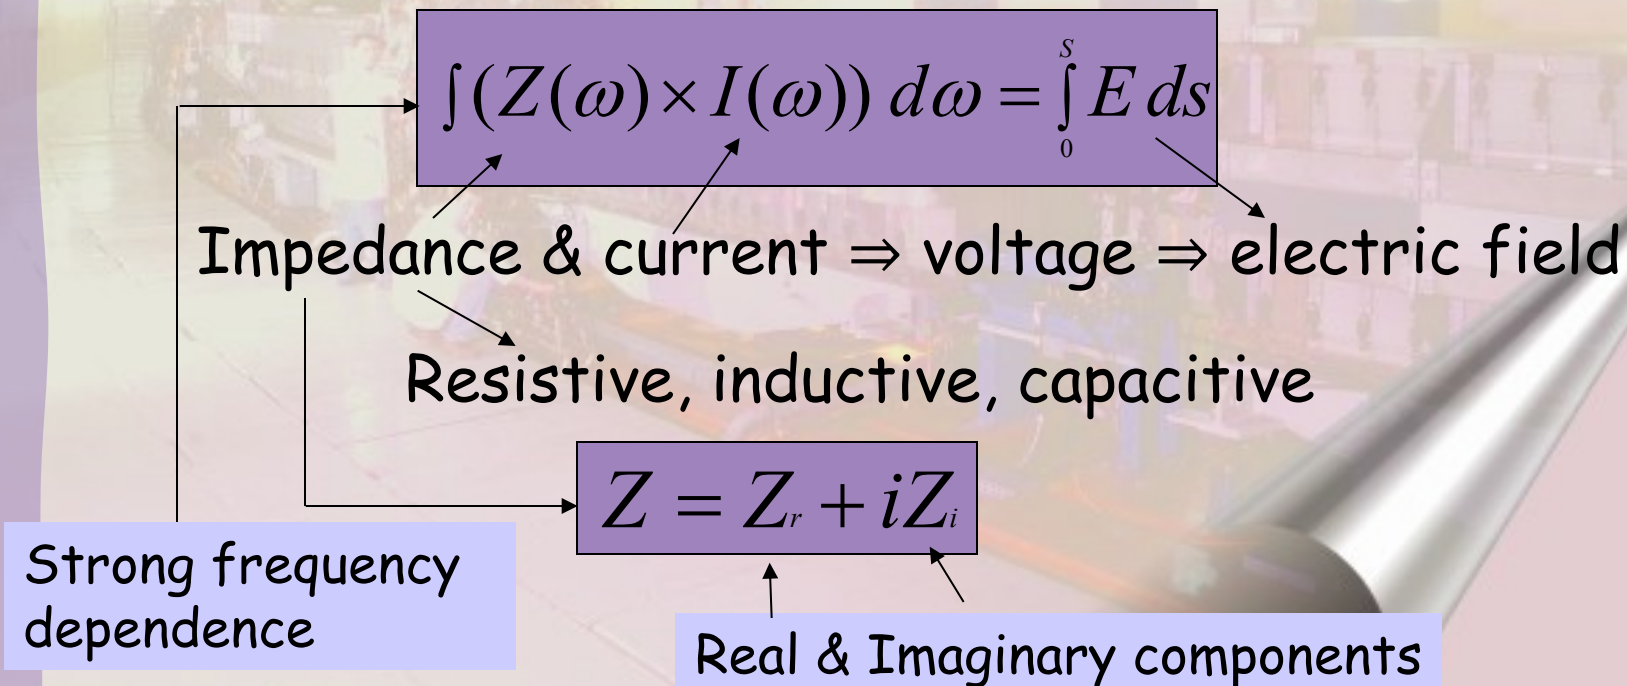 ∫(Z(ω)×I(ω)) dω = ∫₀ˢ E ds
Impedance & current ⇒ voltage ⇒ electric field
Resistive, inductive, capacitive
Z = Zᵣ + iZᵢ
Strong frequency
dependence
Real & Imaginary components